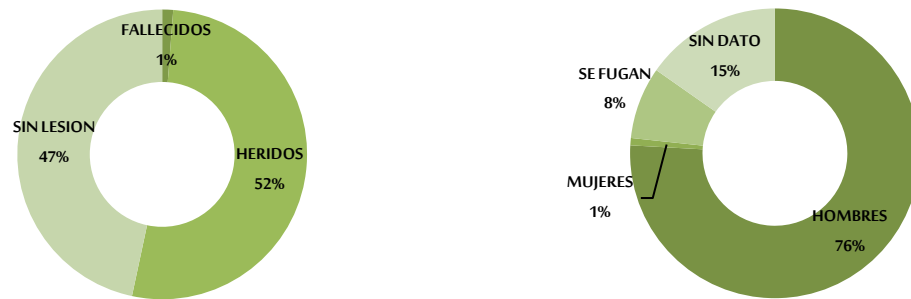 FALLECIDOS
1%
SIN LESION
47%
HERIDOS
52%
SIN DATO
15%
SE FUGAN
8%
MUJERES
1%
HOMBRES
76%